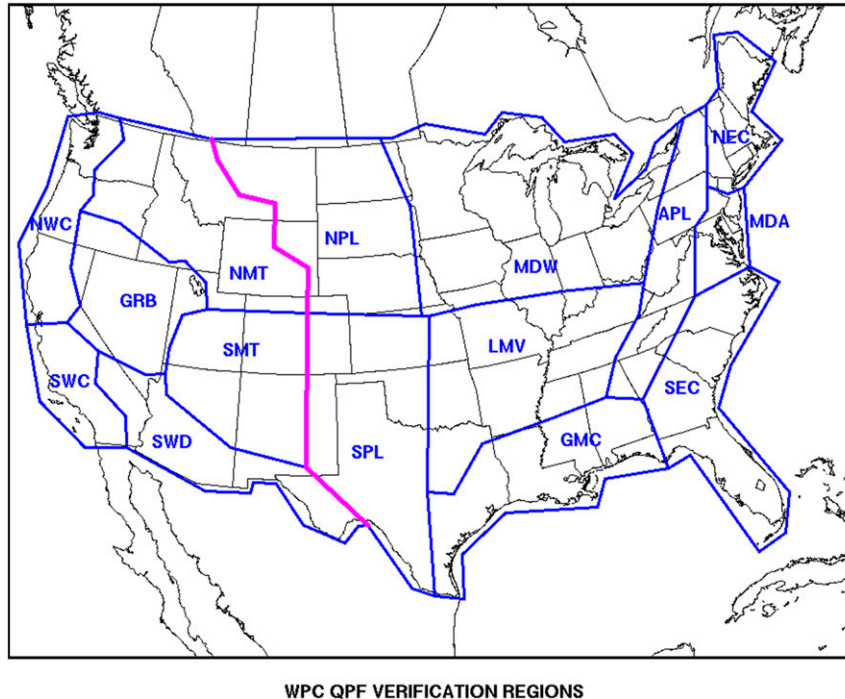 NEC
NWC
APL
MDA
NPL
MDW
NMT
GRB
SMT
LMV
SWC
SEC
SWD
SPL
GMC
WPC QPF VERIFICATION REGIONS